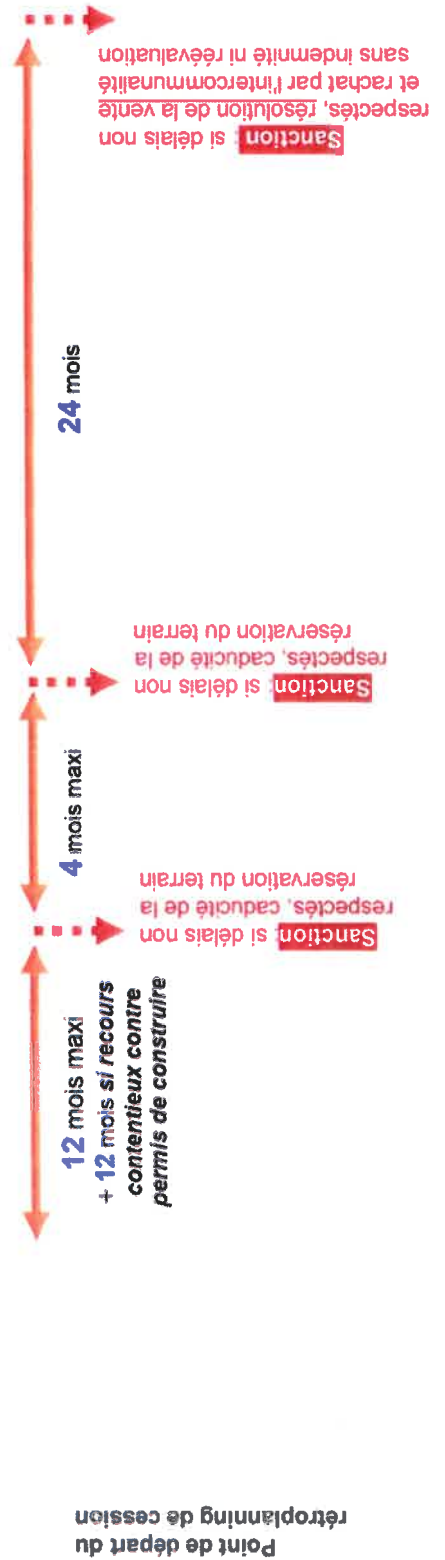 Point de départ du
rétroplanning de cession
12 mois maxi
+ 12 mois si recours
contentieux contre
permis de construire
Sanction : si délais non
respectés, caducité de la
réservation du terrain
4 mois maxi
Sanction : si délais non
respectés, caducité de la
réservation du terrain
24 mois
Sanction : si délais non
respectés, résolution de la vente
et rachat par l'intercommunalité
sans indemnité ni réévaluation